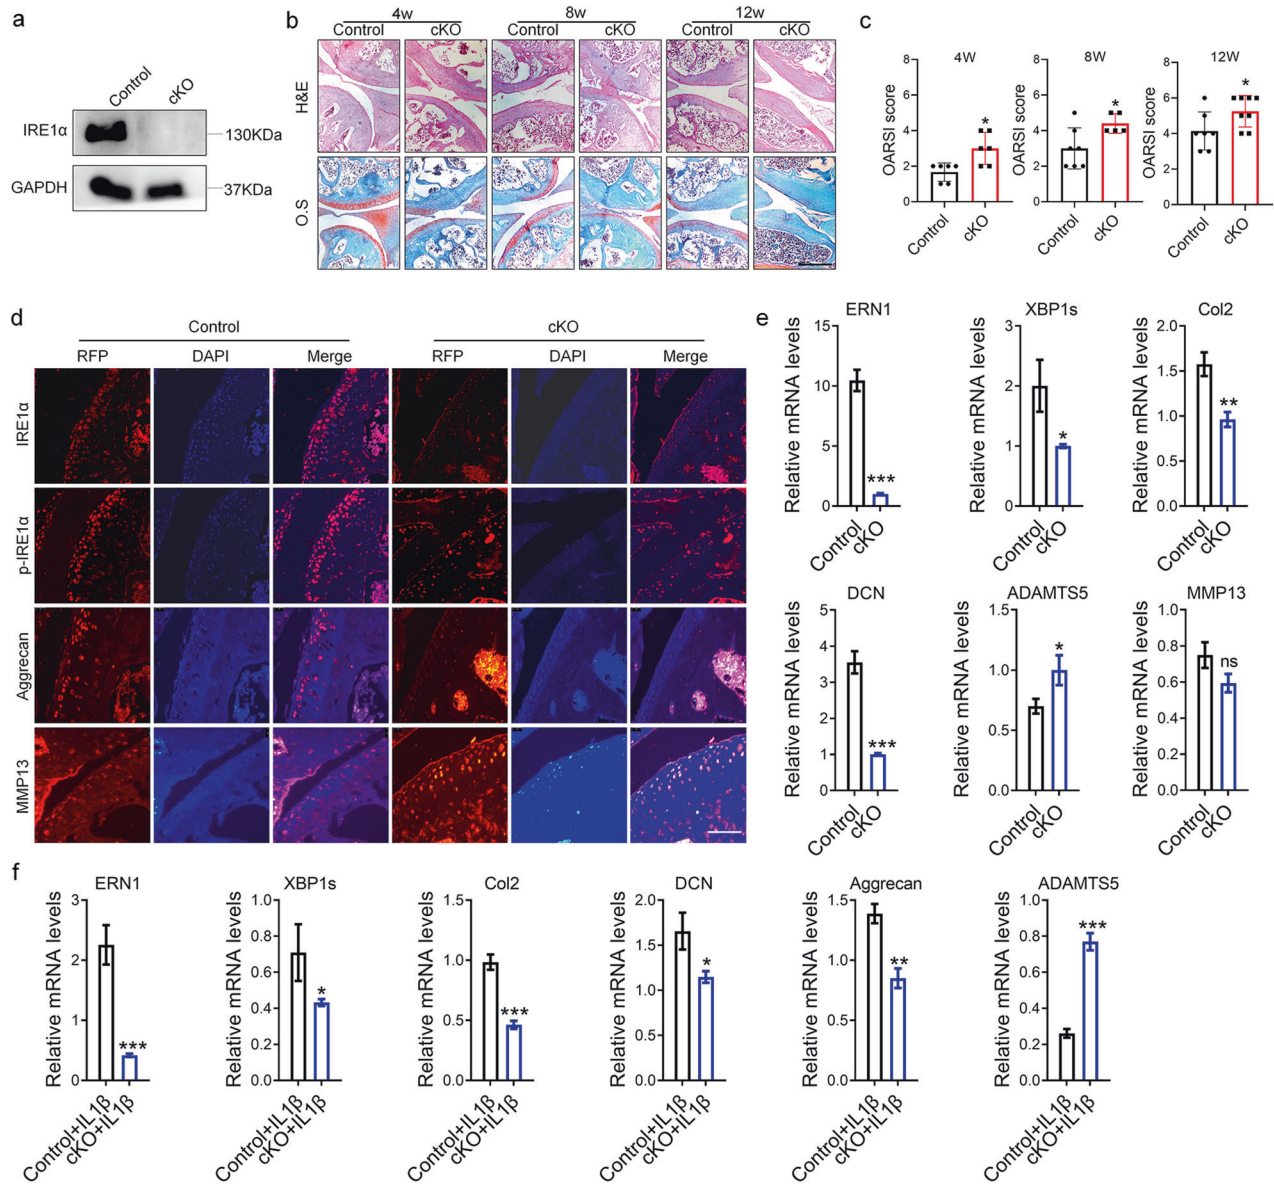 a
Control
cKO
IRE1α
130KDa
GAPDH
37KDa
b
4w
8w
12w
Control
cKO
Control
cKO
Control
cKO
H&E
O.S
c
4W
OARSI score
8
6
4
2
0
*
Control
cKO
8W
OARSI score
8
6
4
2
0
*
Control
cKO
12W
OARSI score
8
6
4
2
0
*
Control
cKO
d
Control
cKO
RFP
DAPI
Merge
RFP
DAPI
Merge
IRE1α
p-IRE1α
Aggrecan
MMP13
e
ERN1
Relative mRNA levels
15
10
5
0
***
Control
cKO
XBP1s
Relative mRNA levels
3
2
1
0
*
Control
cKO
Col2
Relative mRNA levels
2.0
1.5
1.0
0.5
0.0
**
Control
cKO
DCN
Relative mRNA levels
5
4
3
2
1
0
***
Control
cKO
ADAMTS5
Relative mRNA levels
1.5
1.0
0.5
0.0
*
Control
cKO
MMP13
Relative mRNA levels
1.0
0.8
0.6
0.4
0.2
0.0
ns
Control
cKO
f
ERN1
Relative mRNA levels
3
2
1
0
***
Control+IL1β
cKO+IL1β
XBP1s
Relative mRNA levels
0.8
0.6
0.4
0.2
0.0
*
Control+IL1β
cKO+IL1β
Col2
Relative mRNA levels
1.5
1.0
0.5
0.0
***
Control+IL1β
cKO+IL1β
DCN
Relative mRNA levels
2.0
1.5
1.0
0.5
0.0
*
Control+IL1β
cKO+IL1β
Aggrecan
Relative mRNA levels
1.5
1.0
0.5
0.0
**
Control+IL1β
cKO+IL1β
ADAMTS5
Relative mRNA levels
1.0
0.8
0.6
0.4
0.2
0.0
***
Control+IL1β
cKO+IL1β